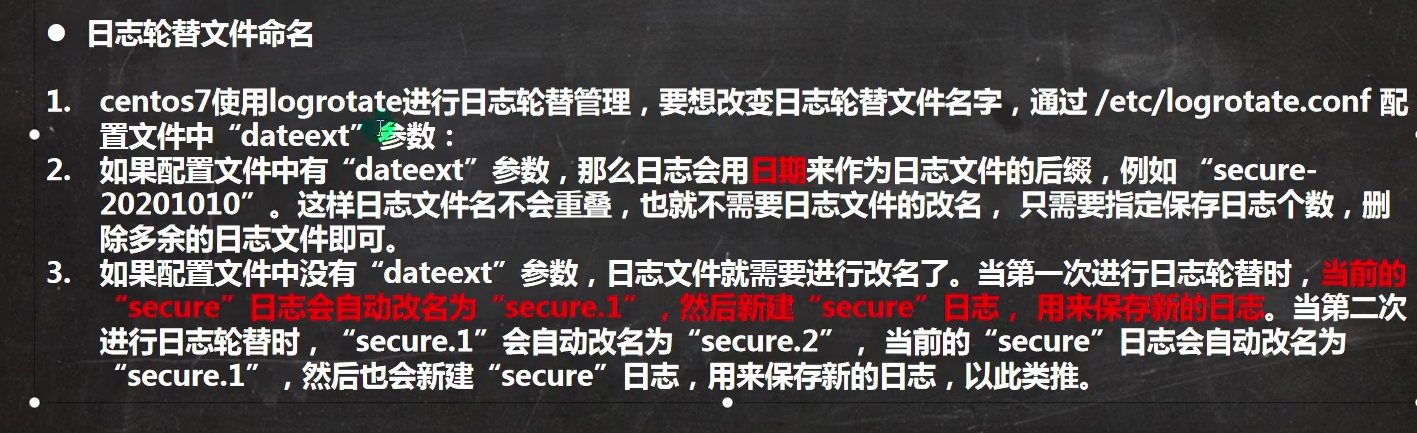 ● 日志轮替文件命名
1. centos7使用logrotate进行日志轮替管理，要想改变日志轮替文件名字，通过 /etc/logrotate.conf 配
置文件中“dateext”参数：
2. 如果配置文件中有“dateext”参数，那么日志会用日期来作为日志文件的后缀，例如 “secure-
20201010”。这样日志文件名不会重叠，也就不需要日志文件的改名， 只需要指定保存日志个数，删
除多余的日志文件即可。
3. 如果配置文件中没有“dateext”参数，日志文件就需要进行改名了。当第一次进行日志轮替时，当前的
“secure”日志会自动改名为“secure.1”，然后新建“secure”日志， 用来保存新的日志。当第二次
进行日志轮替时，“secure.1”会自动改名为“secure.2”， 当前的“secure”日志会自动改名为
“secure.1”，然后也会新建“secure”日志，用来保存新的日志，以此类推。